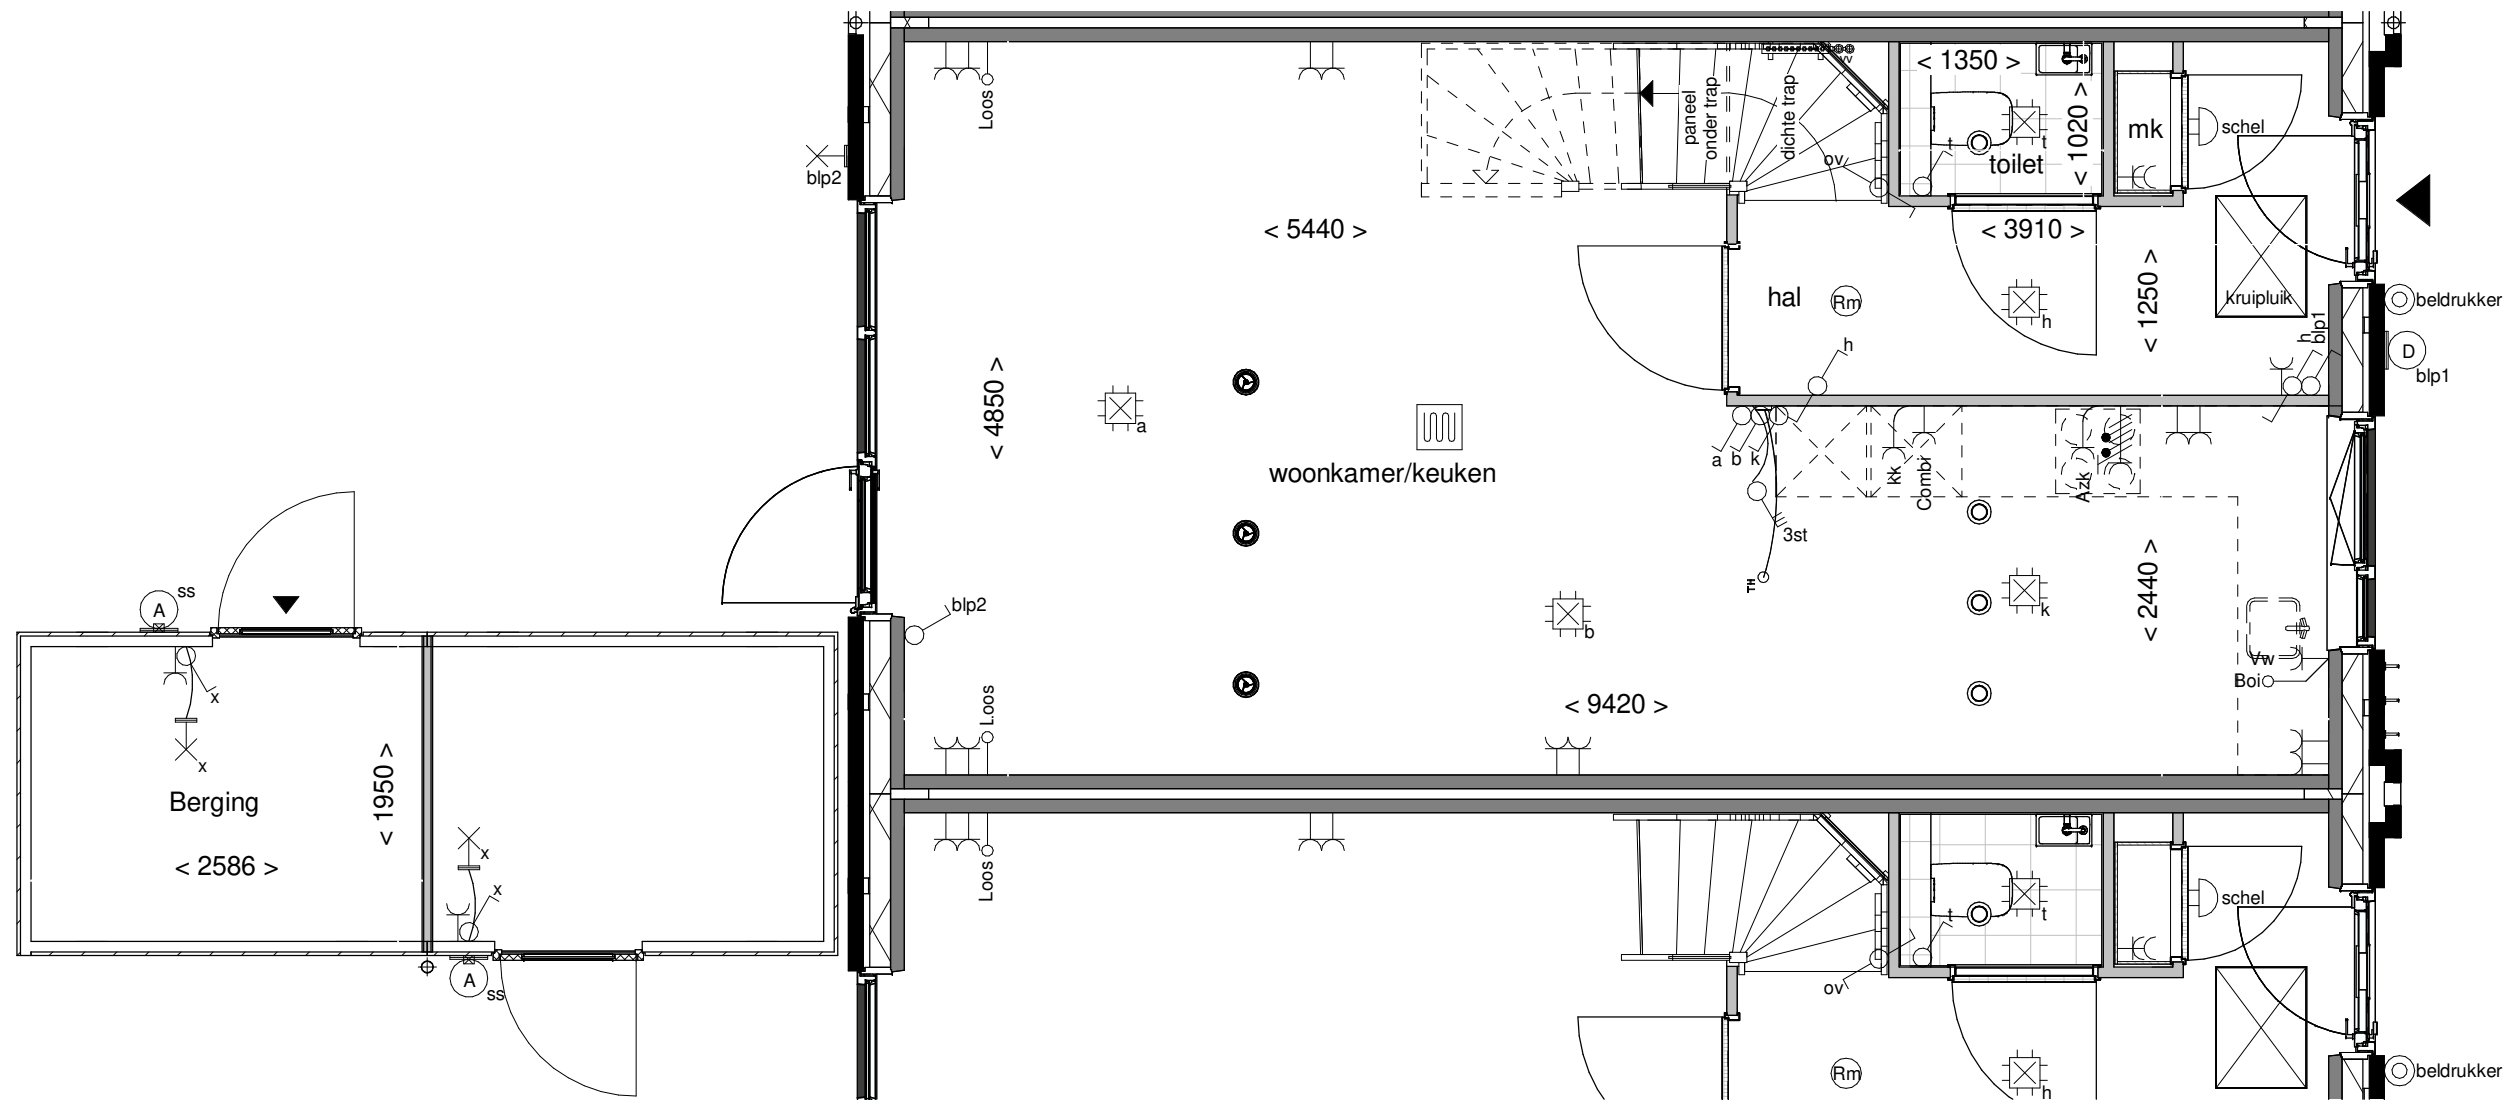 < 1350 >
vv
Loos
paneel
onder trap
dichte trap
ov
t
t
toilet
< 1020 >
mk
schel
blp2
< 5440 >
< 3910 >
hal
Rm
h
< 1250 >
kruipluik
beldrukker
h
blp1
D
blp1
h
< 4850 >
a
woonkamer/keuken
a
b
k
kk
Combi
Azk
3st
TH
< 2440 >
k
b
blp2
Vw
Boi
< 9420 >
Loos
A
ss
x
x
Berging
< 1950 >
< 2586 >
x
x
A
ss
Loos
t
t
ov
schel
Rm
h
beldrukker